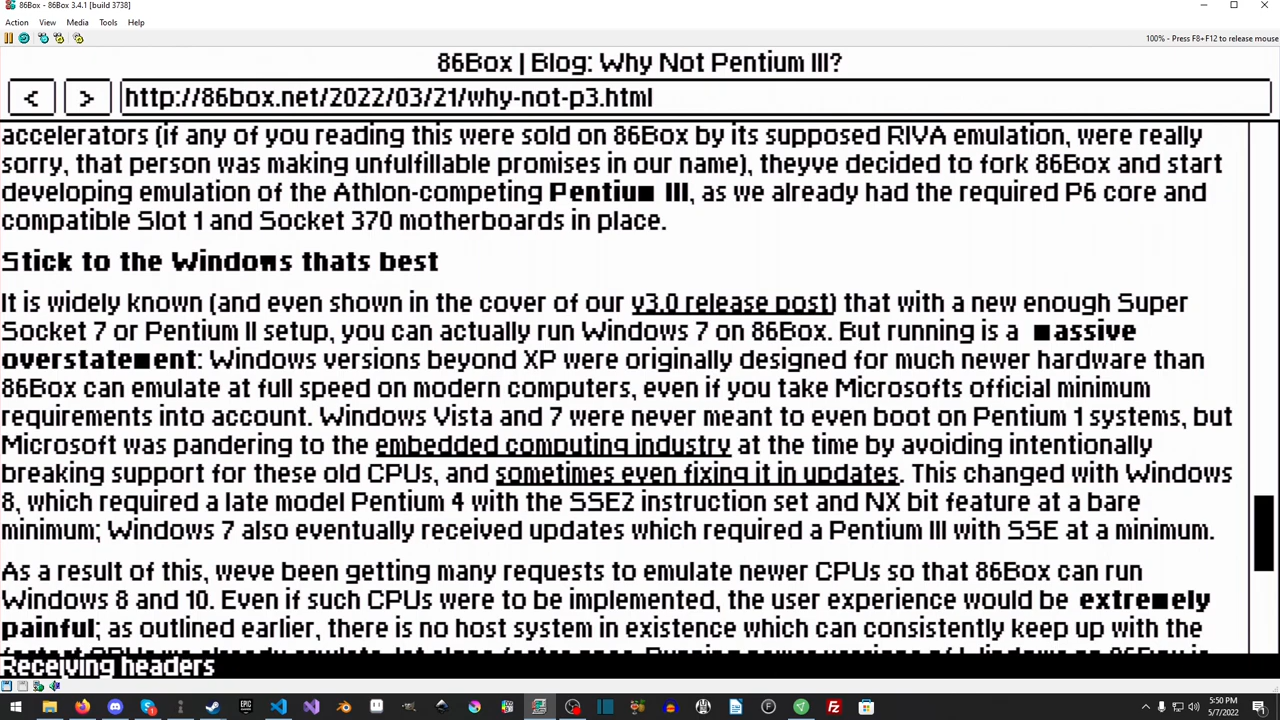 86Box - 86Box 3.4.1 [build 3738]
Action View Media Tools Help
100% - Press F8+F12 to release mouse
86Box | Blog: Why Not Pentium III?
< > http://86box.net/2022/03/21/why-not-p3.html
accelerators (if any of you reading this were sold on 86Box by its supposed RIVA emulation, were really
sorry, that person was making unfulfillable promises in our name), theyve decided to fork 86Box and start
developing emulation of the Athlon-competing Pentium III, as we already had the required P6 core and
compatible Slot 1 and Socket 370 motherboards in place.
Stick to the Windows thats best
It is widely known (and even shown in the cover of our v3.0 release post) that with a new enough Super
Socket 7 or Pentium II setup, you can actually run Windows 7 on 86Box. But running is a massive
overstatement: Windows versions beyond XP were originally designed for much newer hardware than
86Box can emulate at full speed on modern computers, even if you take Microsofts official minimum
requirements into account. Windows Vista and 7 were never meant to even boot on Pentium 1 systems, but
Microsoft was pandering to the embedded computing industry at the time by avoiding intentionally
breaking support for these old CPUs, and sometimes even fixing it in updates. This changed with Windows
8, which required a late model Pentium 4 with the SSE2 instruction set and NX bit feature at a bare
minimum; Windows 7 also eventually received updates which required a Pentium III with SSE at a minimum.
As a result of this, weve been getting many requests to emulate newer CPUs so that 86Box can run
Windows 8 and 10. Even if such CPUs were to be implemented, the user experience would be extremely
painful; as outlined earlier, there is no host system in existence which can consistently keep up with the
Receiving headers
EPIC
5:50 PM
5/7/2022